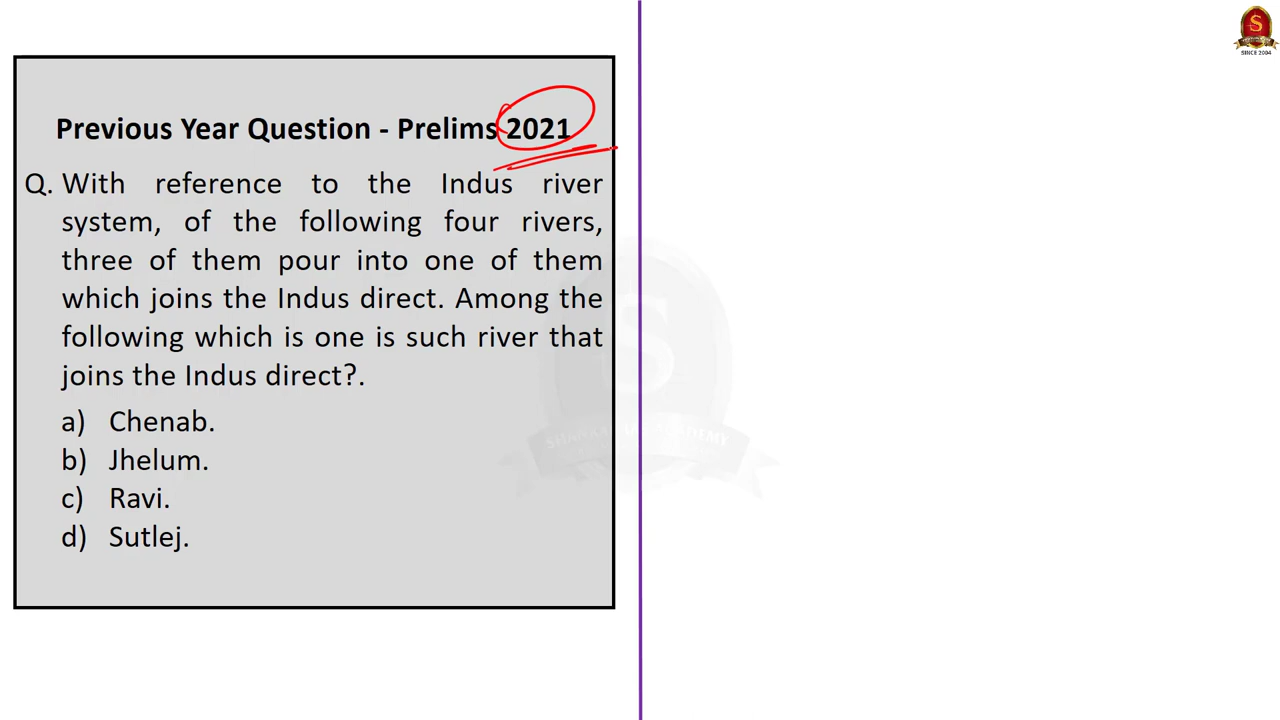 Previous Year Question - Prelims 2021
Q. With reference to the Indus river
system, of the following four rivers,
three of them pour into one of them
which joins the Indus direct. Among the
following which is one is such river that
joins the Indus direct?.
a) Chenab.
b) Jhelum.
c) Ravi.
d) Sutlej.
S
SINCE 2004